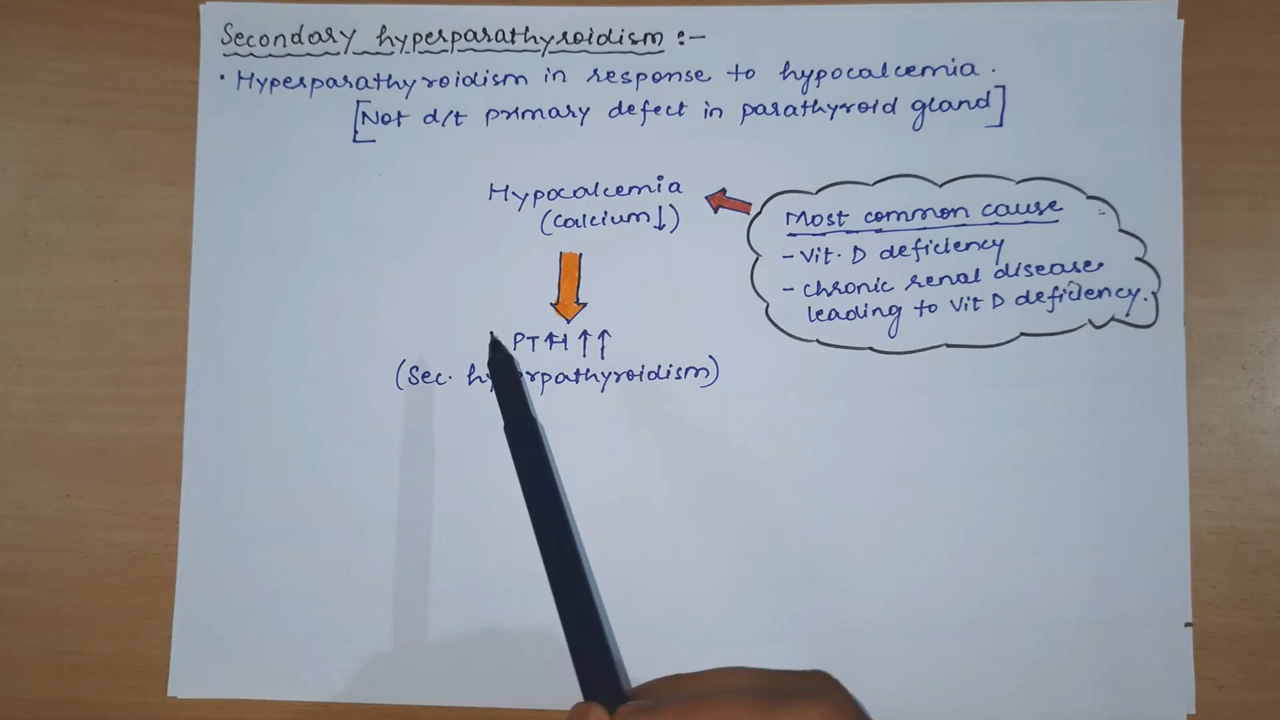 Secondary hyperparathyroidism :-
• Hyperparathyroidism in response to hypocalcemia.
[Not d/t primary defect in parathyroid gland]
Hypocalcemia
(Calcium↓)
Most common cause
- Vit. D deficiency
- chronic renal disease
leading to Vit D deficiency.
PTH ↑↑
(Sec. hyperpathyroidism)